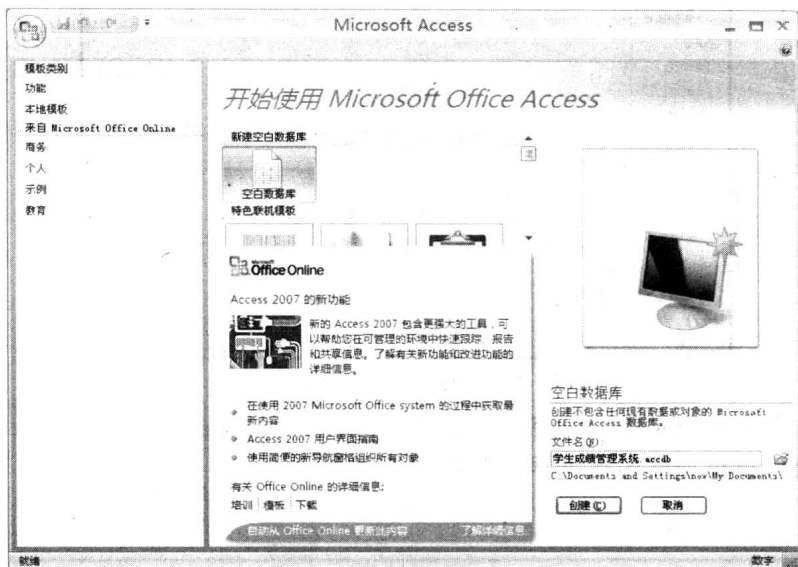 Microsoft Access
模板类别
功能
本地模板
来自 Microsoft Office Online
商务
个人
示例
教育
开始使用 Microsoft Office Access
新建空白数据库
空白数据库
特色联机模板
Microsoft
Office Online
Access 2007 的新功能
新的 Access 2007 包含更强大的工具，可
以帮助您在可管理的环境中快速跟踪、报告
和共享信息。了解有关新功能和改进功能的
详细信息。
在使用 2007 Microsoft Office system 的过程中获取最
新内容
Access 2007 用户界面指南
使用简便的新导航窗格组织所有对象
有关 Office Online 的详细信息:
培训 | 模板 | 下载
自动从 Office Online 更新此内容
了解详细信息
空白数据库
创建不包含任何现有数据或对象的 Microsoft
Office Access 数据库。
文件名(N):
学生成绩管理系统.accdb
C:\Documents and Settings\new\My Documents\
创建(C)
取消
就绪
数字